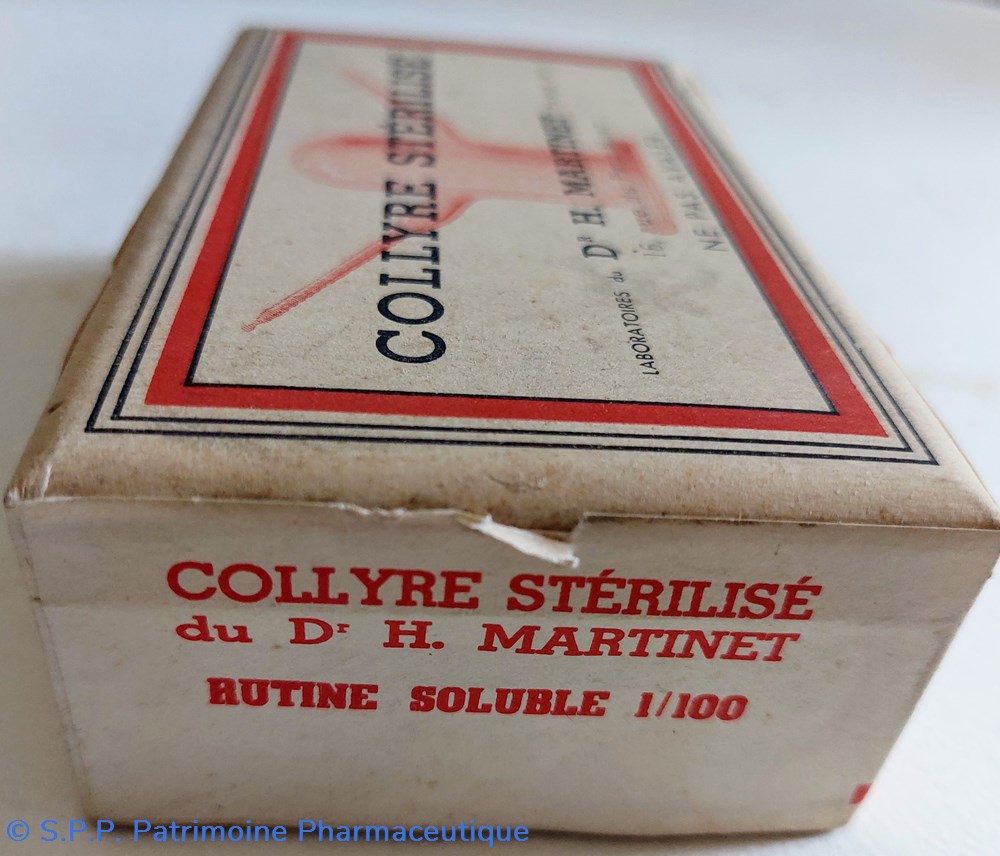 COLLYRE STÉRILISÉ
LABORATOIRES du Dr H. MARTINET
16,
NE PAS AVALER
COLLYRE STÉRILISÉ
du Dr H. MARTINET
RUTINE SOLUBLE 1/100
© S.P.P. Patrimoine Pharmaceutique